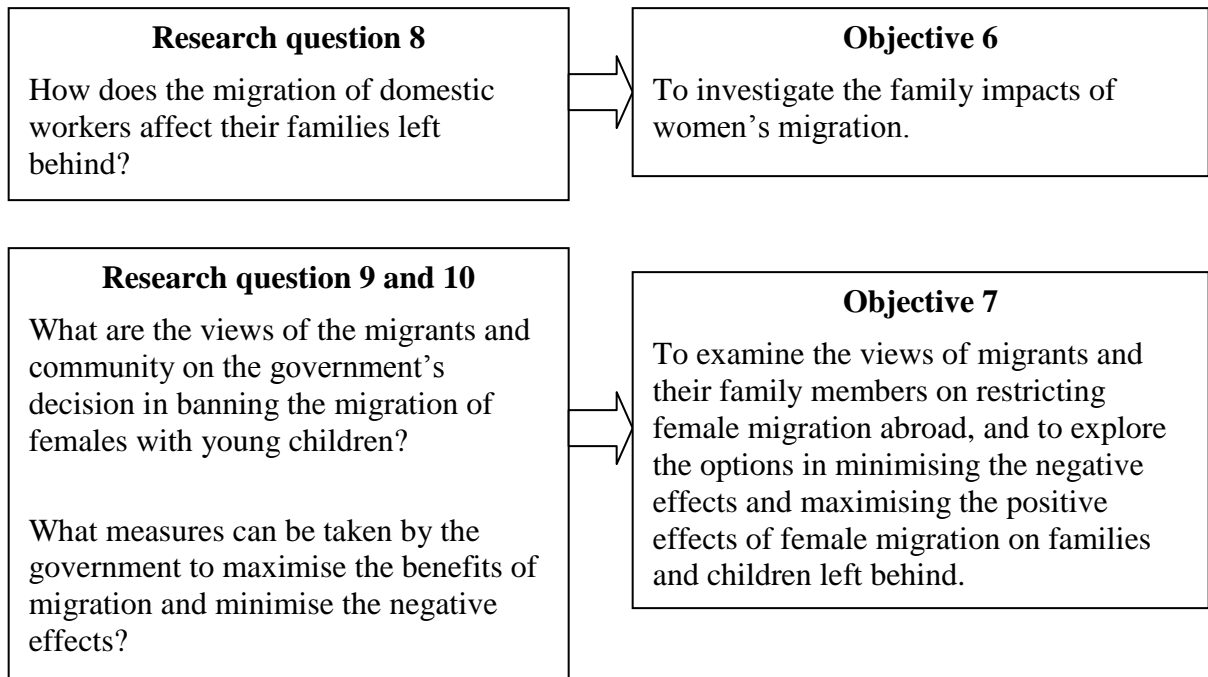 Research question 8
How does the migration of domestic
workers affect their families left
behind?
Objective 6
To investigate the family impacts of
women’s migration.
Research question 9 and 10
What are the views of the migrants and
community on the government’s
decision in banning the migration of
females with young children?
What measures can be taken by the
government to maximise the benefits of
migration and minimise the negative
effects?
Objective 7
To examine the views of migrants and
their family members on restricting
female migration abroad, and to explore
the options in minimising the negative
effects and maximising the positive
effects of female migration on families
and children left behind.